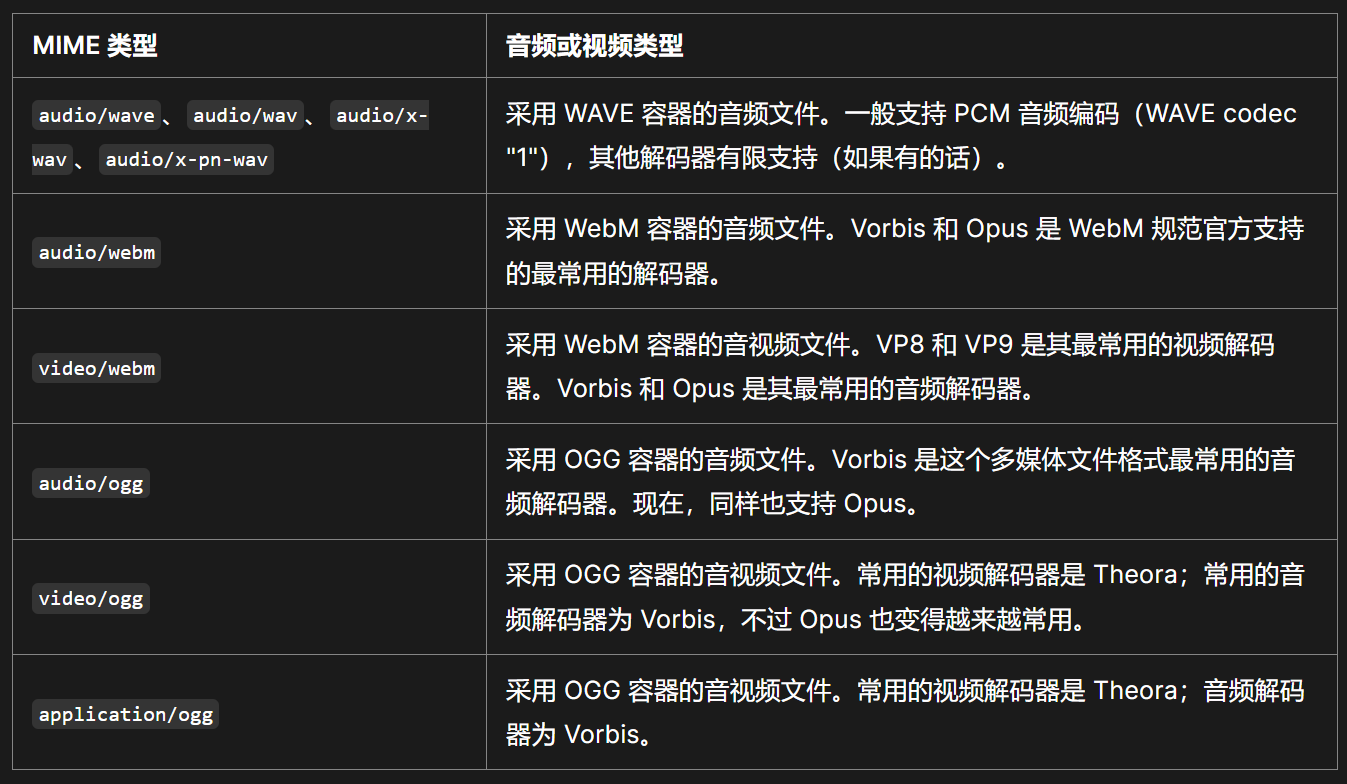 MIME 类型
音频或视频类型
audio/wave、audio/wav、audio/x-
wav、audio/x-pn-wav
采用 WAVE 容器的音频文件。一般支持 PCM 音频编码（WAVE codec
"1"），其他解码器有限支持（如果有的话）。
audio/webm
采用 WebM 容器的音频文件。Vorbis 和 Opus 是 WebM 规范官方支持
的最常用的解码器。
video/webm
采用 WebM 容器的音视频文件。VP8 和 VP9 是其最常用的视频解码
器。Vorbis 和 Opus 是其最常用的音频解码器。
audio/ogg
采用 OGG 容器的音频文件。Vorbis 是这个多媒体文件格式最常用的音
频解码器。现在，同样也支持 Opus。
video/ogg
采用 OGG 容器的音视频文件。常用的视频解码器是 Theora；常用的音
频解码器为 Vorbis，不过 Opus 也变得越来越常用。
application/ogg
采用 OGG 容器的音视频文件。常用的视频解码器是 Theora；音频解码
器为 Vorbis。